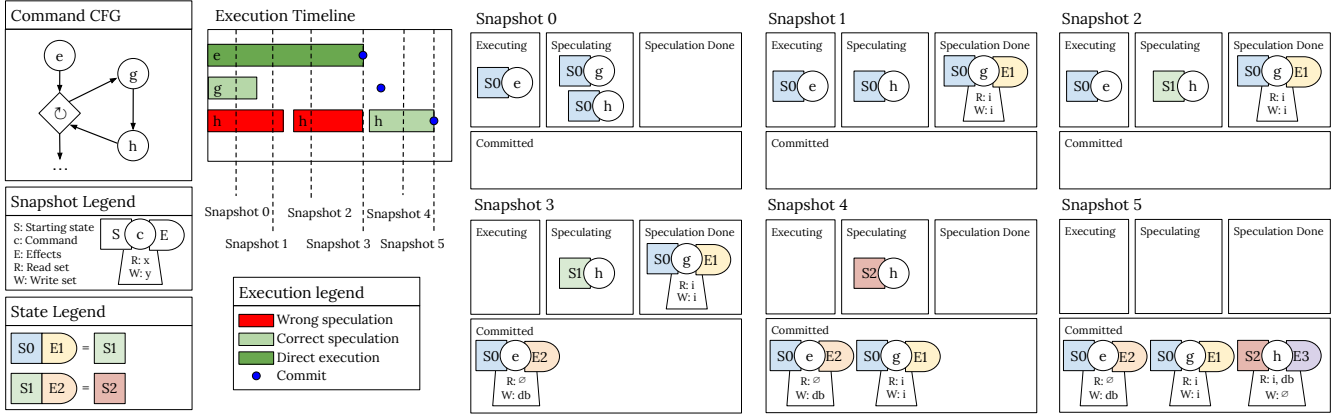 Command CFG
e
g
↻
h
...
Snapshot Legend
S: Starting state
c: Command
E: Effects
R: Read set
W: Write set
S c E
R: x
W: y
State Legend
S0 E1 = S1
S1 E2 = S2
Execution Timeline
e
g
h h h
Snapshot 0 Snapshot 2 Snapshot 4
Snapshot 1 Snapshot 3 Snapshot 5
Execution legend
Wrong speculation
Correct speculation
Direct execution
Commit
Snapshot 0
Executing Speculating Speculation Done
S0 e S0 g
S0 h
Committed
Snapshot 1
Executing Speculating Speculation Done
S0 e S0 h S0 g E1
R: i
W: i
Committed
Snapshot 2
Executing Speculating Speculation Done
S0 e S1 h S0 g E1
R: i
W: i
Committed
Snapshot 3
Executing Speculating Speculation Done
S1 h S0 g E1
R: i
W: i
Committed
S0 e E2
R: ∅
W: db
Snapshot 4
Executing Speculating Speculation Done
S2 h
Committed
S0 e E2 S0 g E1
R: ∅ R: i
W: db W: i
Snapshot 5
Executing Speculating Speculation Done
Committed
S0 e E2 S0 g E1 S2 h E3
R: ∅ R: i R: i, db
W: db W: i W: ∅